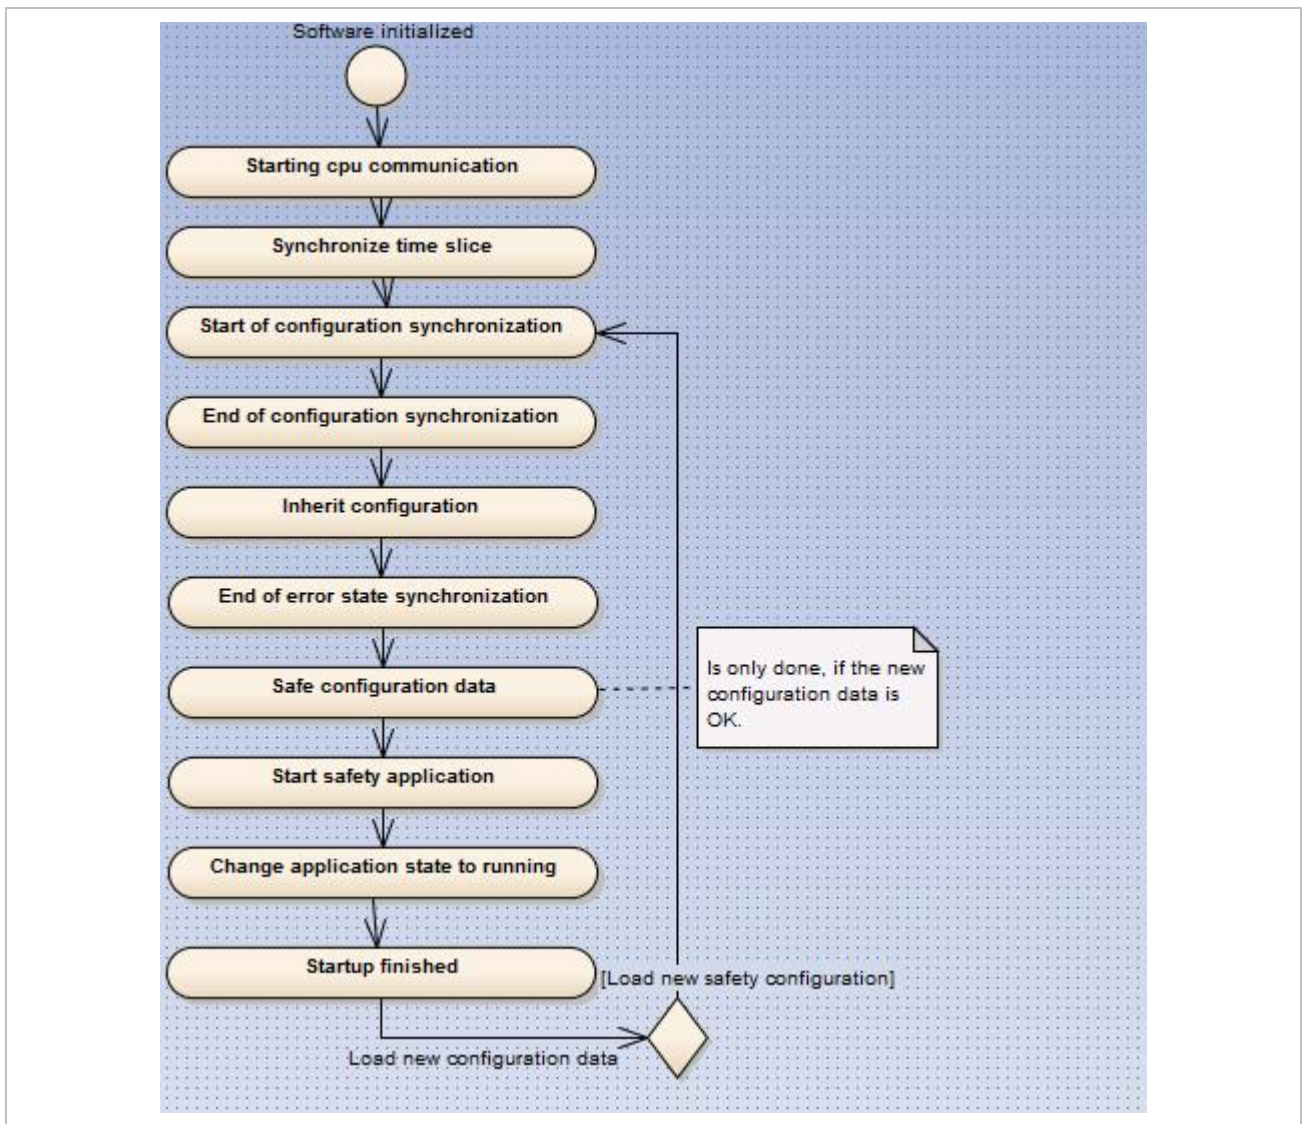 Software initialized
Starting cpu communication
Synchronize time slice
Start of configuration synchronization
End of configuration synchronization
Inherit configuration
End of error state synchronization
Is only done, if the new
configuration data is
OK.
Safe configuration data
Start safety application
Change application state to running
Startup finished
[Load new safety configuration]
Load new configuration data